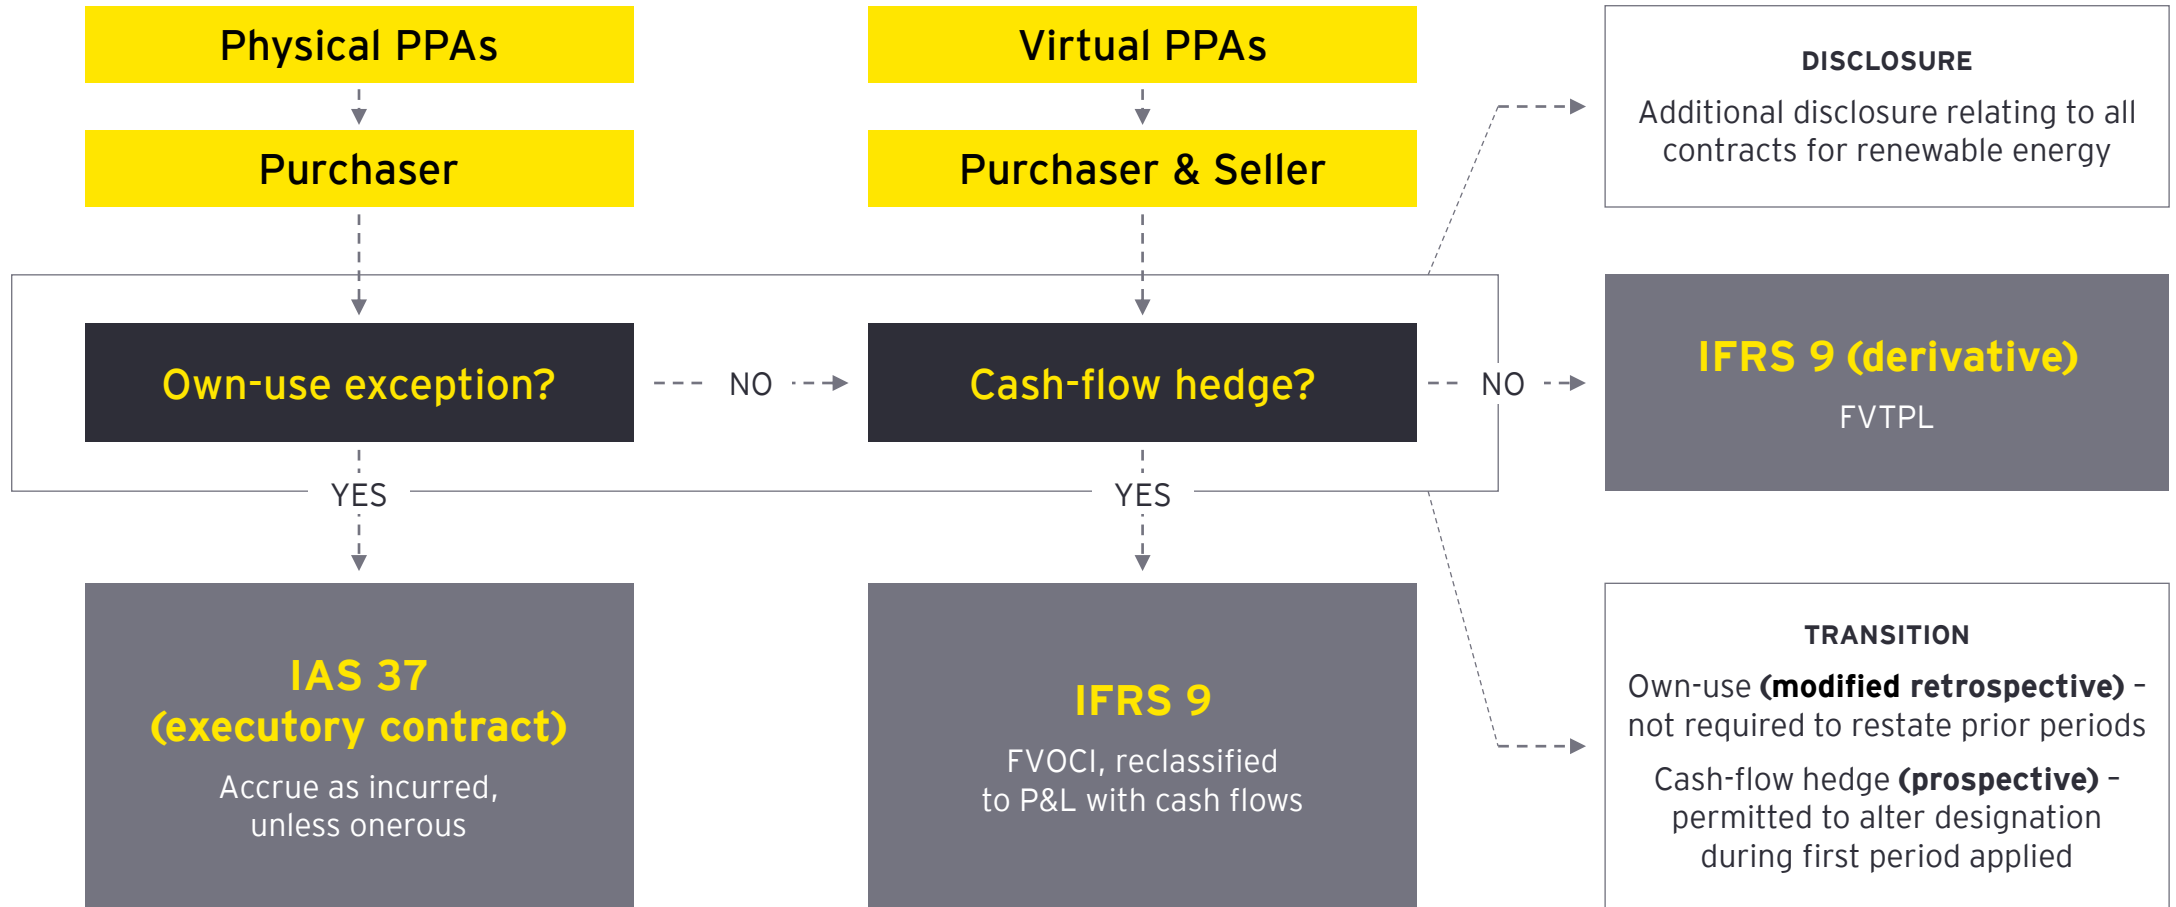 Physical PPAs
Virtual PPAs
Purchaser
Purchaser & Seller
DISCLOSURE
Additional disclosure relating to all
contracts for renewable energy
Own-use exception?
NO
Cash-flow hedge?
NO
IFRS 9 (derivative)
FVTPL
YES
YES
IAS 37
(executory contract)
Accrue as incurred,
unless onerous
IFRS 9
FVOCI, reclassified
to P&L with cash flows
TRANSITION
Own-use (modified retrospective) –
not required to restate prior periods
Cash-flow hedge (prospective) –
permitted to alter designation
during first period applied